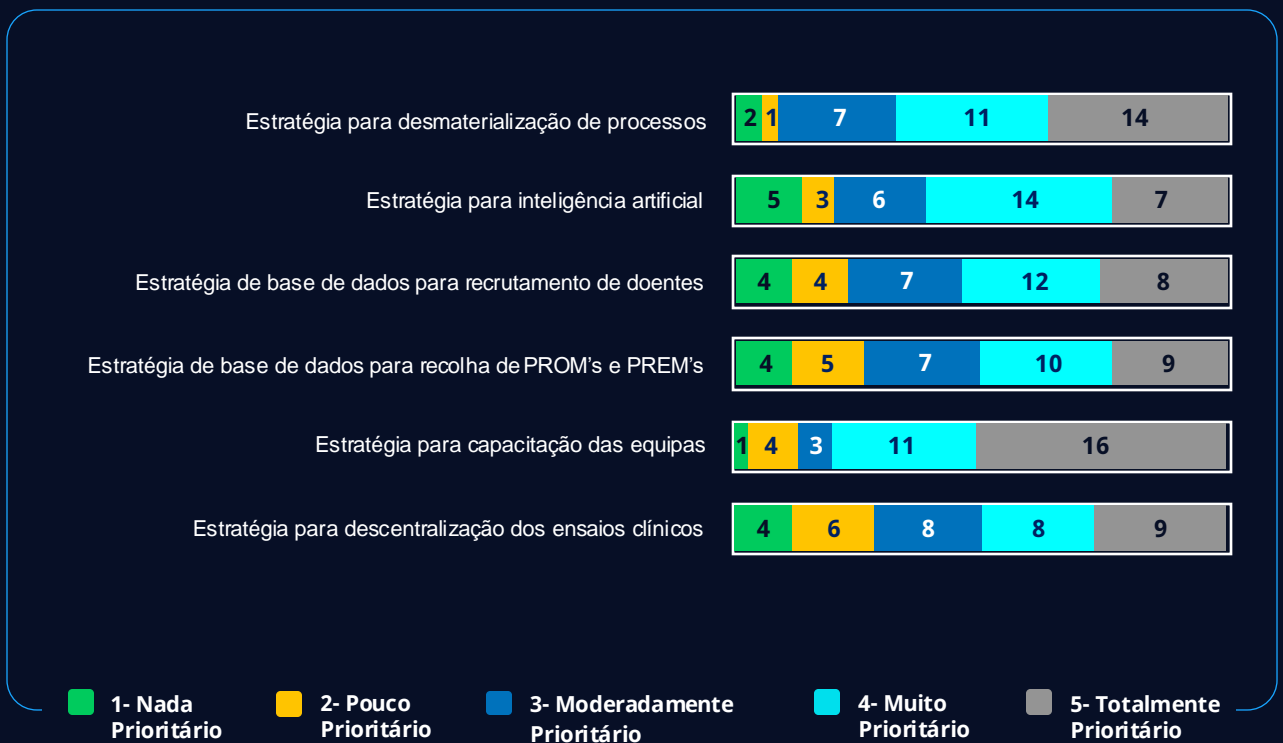 Estratégia para desmaterialização de processos
2 1 7 11 14
Estratégia para inteligência artificial
5 3 6 14 7
Estratégia de base de dados para recrutamento de doentes
4 4 7 12 8
Estratégia de base de dados para recolha de PROM’s e PREM’s
4 5 7 10 9
Estratégia para capacitação das equipas
1 4 3 11 16
Estratégia para descentralização dos ensaios clínicos
4 6 8 8 9
1- Nada
Prioritário
2- Pouco
Prioritário
3- Moderadamente
Prioritário
4- Muito
Prioritário
5- Totalmente
Prioritário